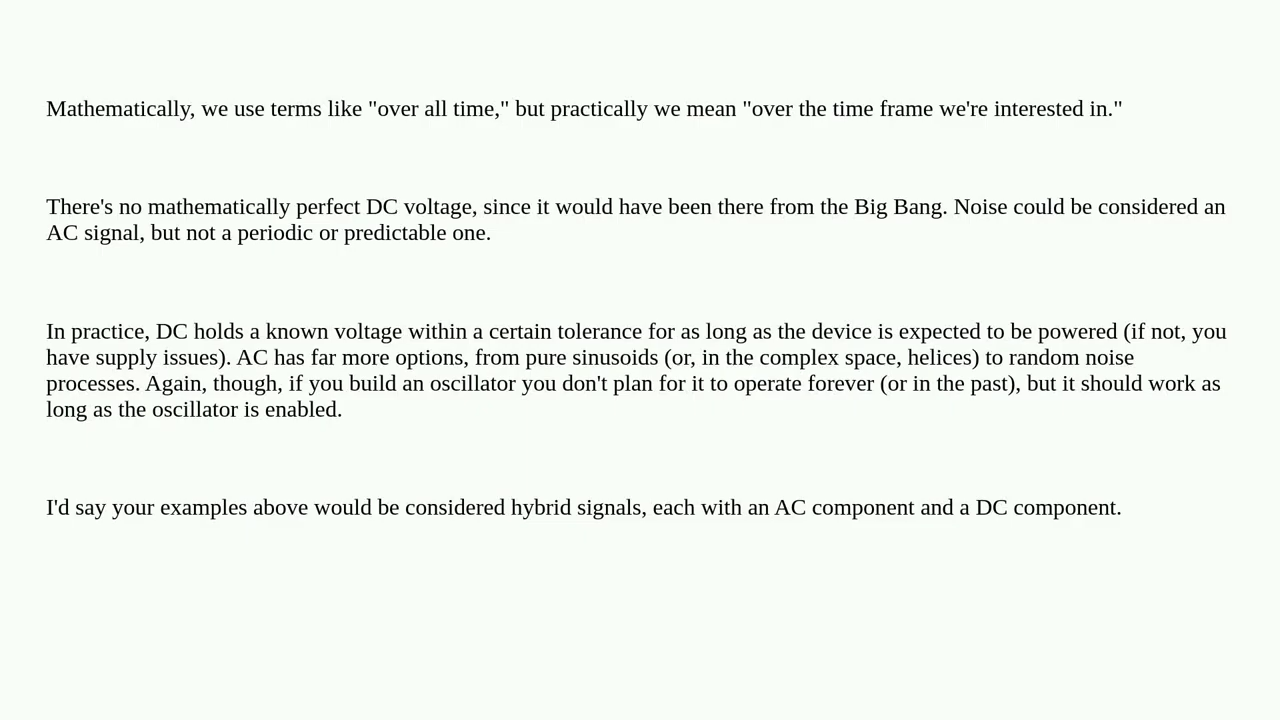 Mathematically, we use terms like "over all time," but practically we mean "over the time frame we're interested in."
There's no mathematically perfect DC voltage, since it would have been there from the Big Bang. Noise could be considered an
AC signal, but not a periodic or predictable one.
In practice, DC holds a known voltage within a certain tolerance for as long as the device is expected to be powered (if not, you
have supply issues). AC has far more options, from pure sinusoids (or, in the complex space, helices) to random noise
processes. Again, though, if you build an oscillator you don't plan for it to operate forever (or in the past), but it should work as
long as the oscillator is enabled.
I'd say your examples above would be considered hybrid signals, each with an AC component and a DC component.